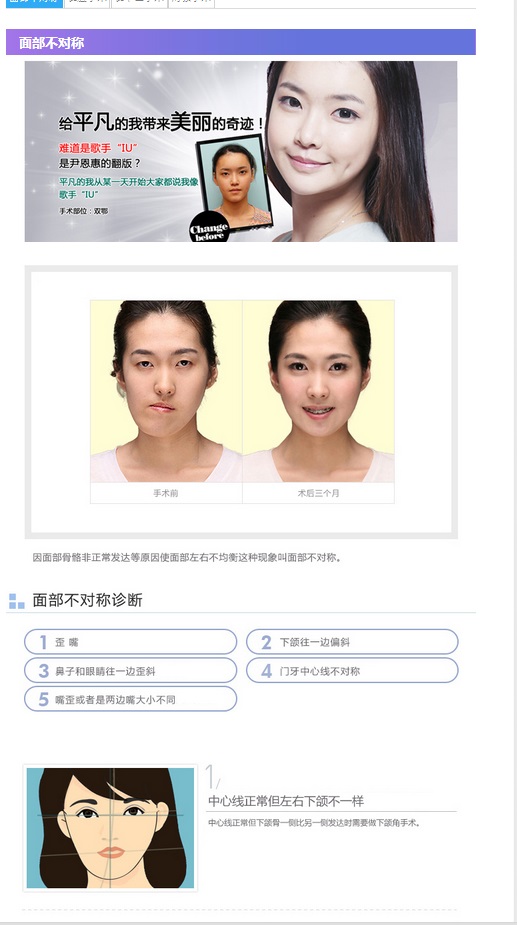 面部不对称
给平凡的我带来美丽的奇迹！
难道是歌手“IU”
是尹恩惠的翻版？
平凡的我从某一天开始大家都说我像
歌手“IU”
手术部位：双鄂
Change
before
手术前
术后三个月
因面部骨骼非正常发达等原因使面部左右不均衡这种现象叫面部不对称。
面部不对称诊断
1 歪 嘴
2 下颌往一边偏斜
3 鼻子和眼睛往一边歪斜
4 门牙中心线不对称
5 嘴歪或者是两边嘴大小不同
1/
中心线正常但左右下颌不一样
中心线正常但下颌骨一侧比另一侧发达时需要做下颌角手术。